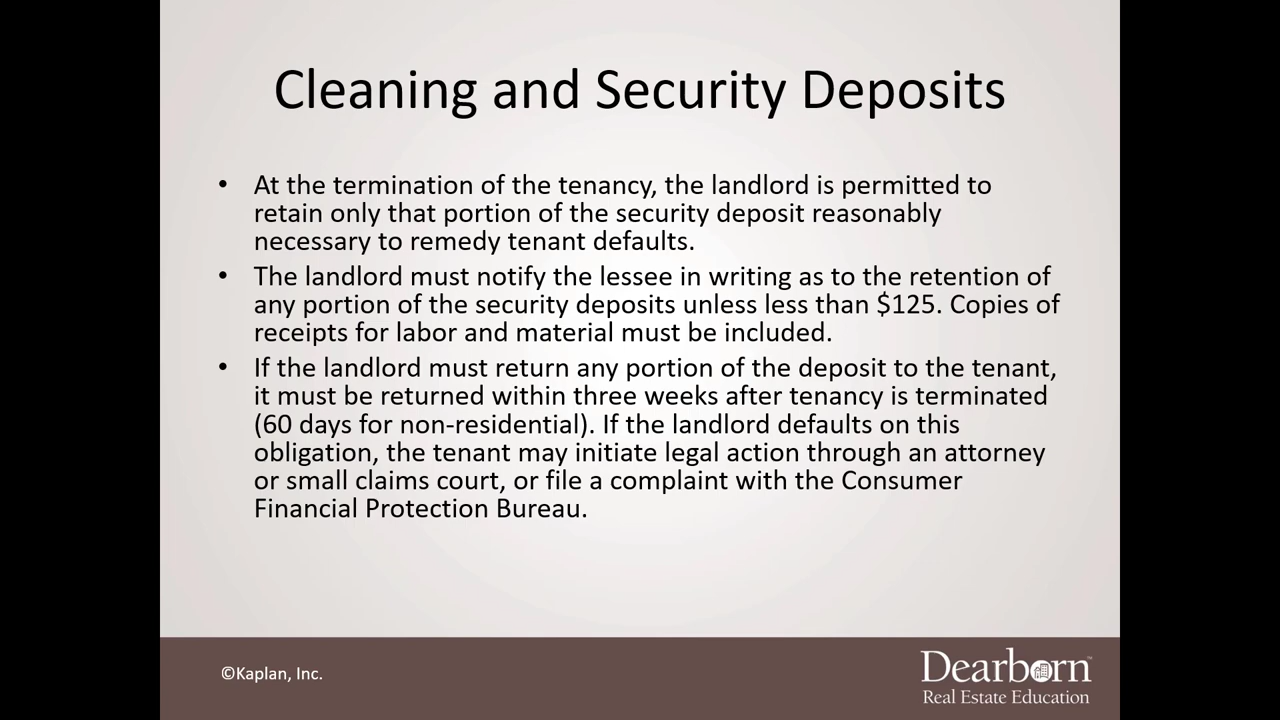 Cleaning and Security Deposits
• At the termination of the tenancy, the landlord is permitted to
retain only that portion of the security deposit reasonably
necessary to remedy tenant defaults.
• The landlord must notify the lessee in writing as to the retention of
any portion of the security deposits unless less than $125. Copies of
receipts for labor and material must be included.
• If the landlord must return any portion of the deposit to the tenant,
it must be returned within three weeks after tenancy is terminated
(60 days for non-residential). If the landlord defaults on this
obligation, the tenant may initiate legal action through an attorney
or small claims court, or file a complaint with the Consumer
Financial Protection Bureau.
©Kaplan, Inc.
Dearborn™
Real Estate Education